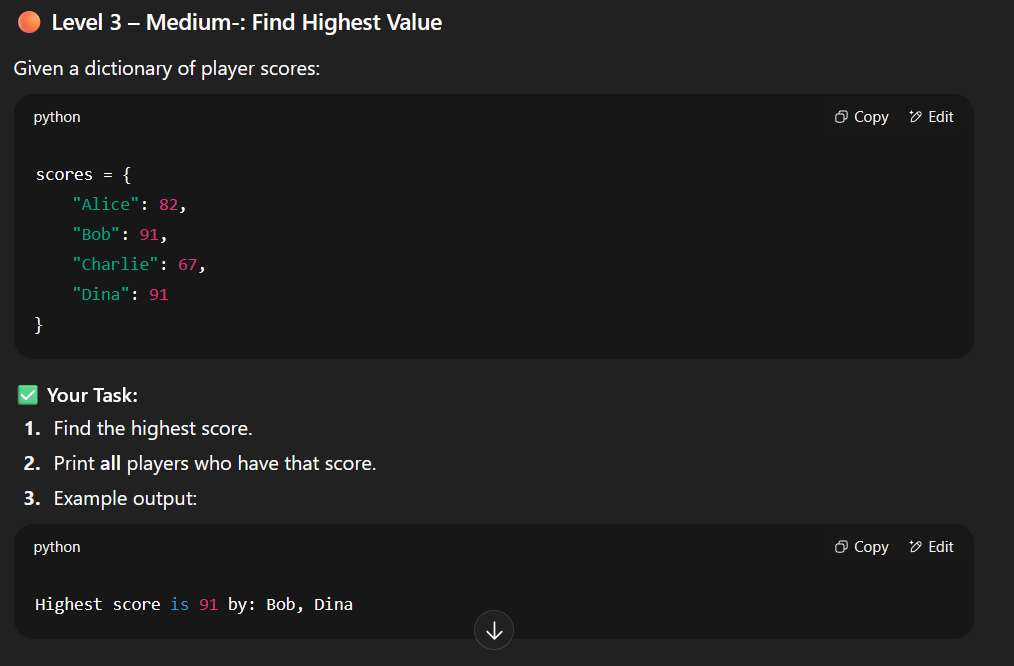 Level 3 – Medium-: Find Highest Value
Given a dictionary of player scores:
python
Copy
Edit
scores = {
    "Alice": 82,
    "Bob": 91,
    "Charlie": 67,
    "Dina": 91
}
Your Task:
1. Find the highest score.
2. Print all players who have that score.
3. Example output:
python
Copy
Edit
Highest score is 91 by: Bob, Dina